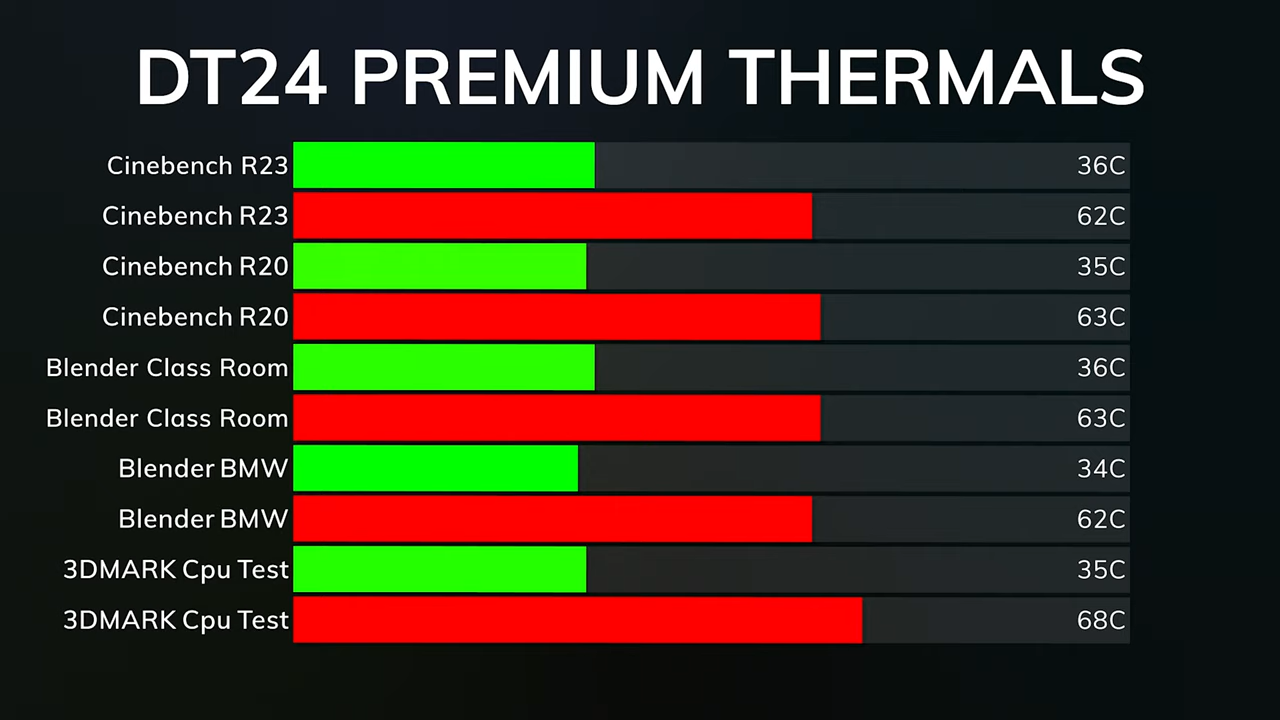 DT24 PREMIUM THERMALS
Cinebench R23 36C
Cinebench R23 62C
Cinebench R20 35C
Cinebench R20 63C
Blender Class Room 36C
Blender Class Room 63C
Blender BMW 34C
Blender BMW 62C
3DMARK Cpu Test 35C
3DMARK Cpu Test 68C